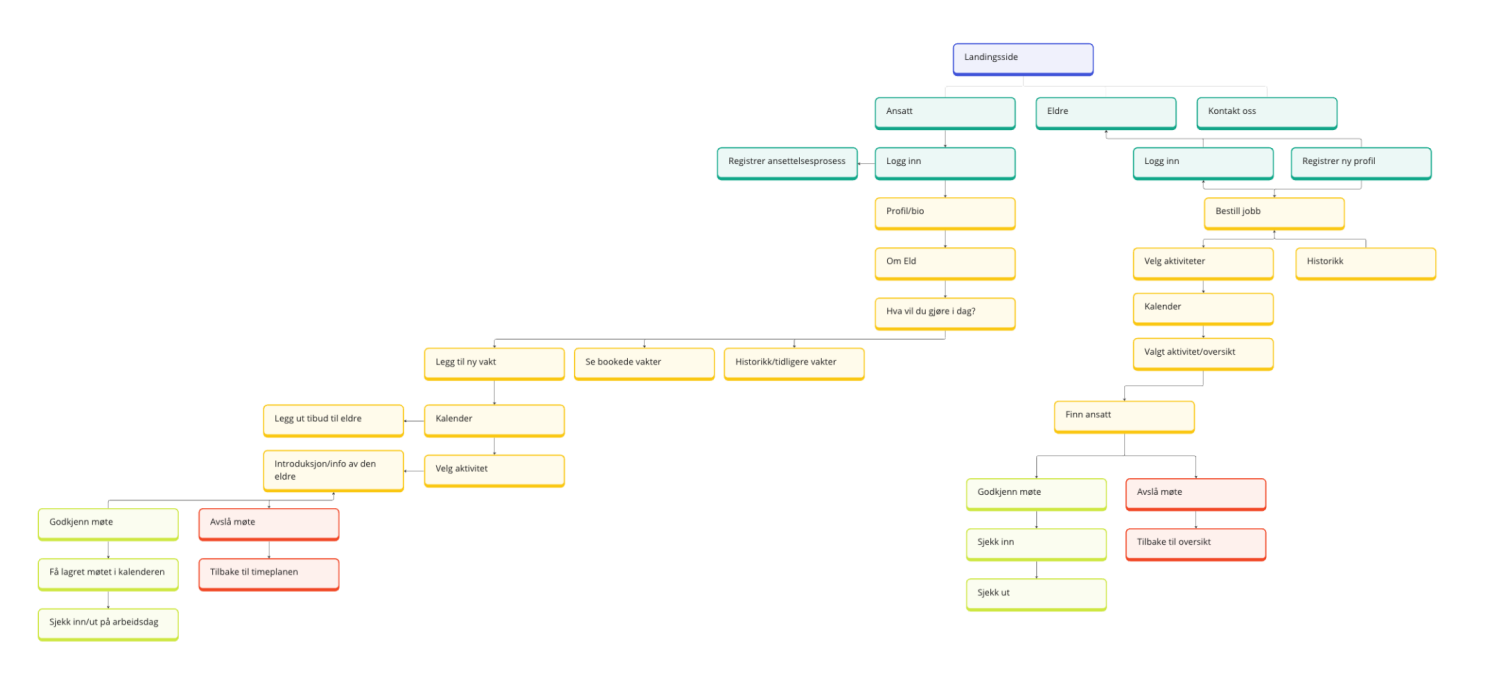 Landingsside
Ansatt
Eldre
Kontakt oss
Registrer ansettelsesprosess
Logg inn
Logg inn
Registrer ny profil
Profil/bio
Bestill jobb
Om Eld
Velg aktiviteter
Historikk
Hva vil du gjøre i dag?
Kalender
Legg til ny vakt
Se bookede vakter
Historikk/tidligere vakter
Valgt aktivitet/oversikt
Legg ut tibud til eldre
Kalender
Finn ansatt
Introduksjon/info av den
eldre
Velg aktivitet
Godkjenn møte
Avslå møte
Godkjenn møte
Avslå møte
Sjekk inn
Tilbake til oversikt
Få lagret møtet i kalenderen
Tilbake til timeplanen
Sjekk ut
Sjekk inn/ut på arbeidsdag